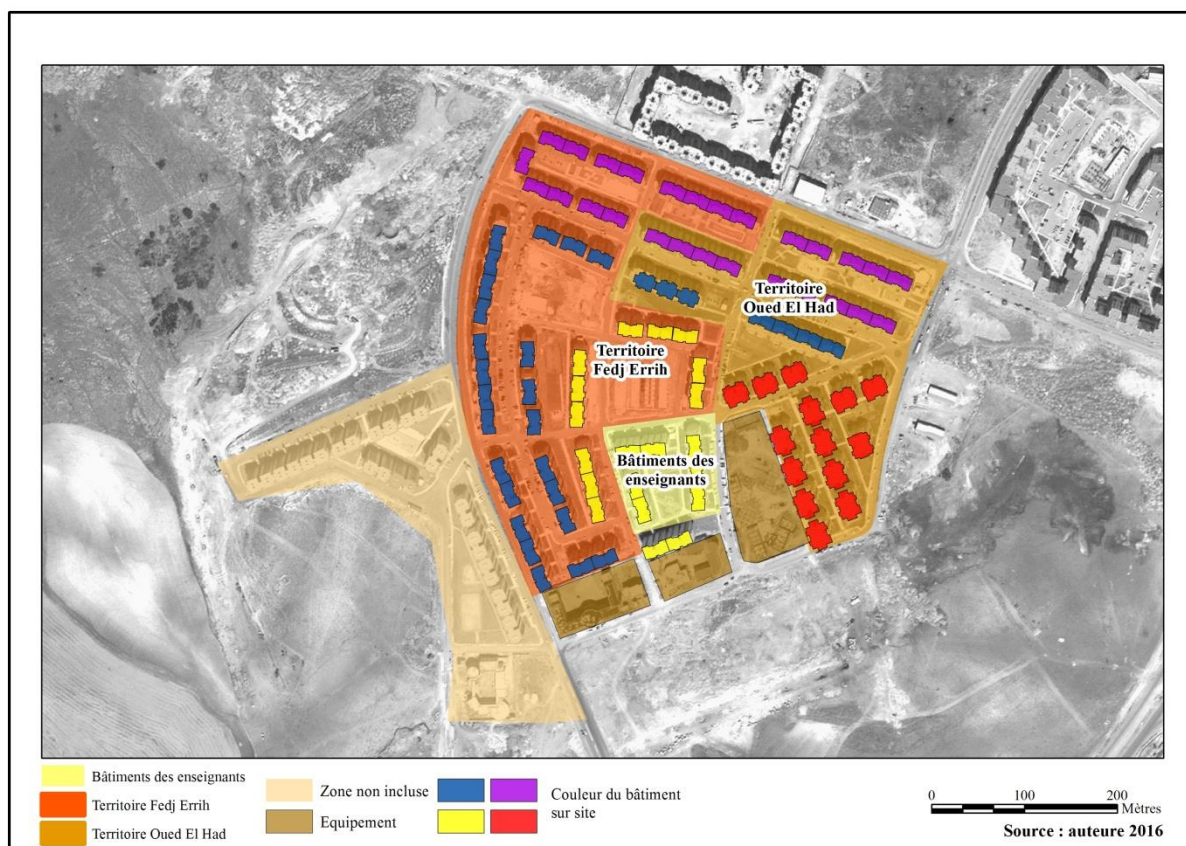 Territoire
Oued El Had
Territoire
Fedj Errih
Bâtiments des
enseignants
Bâtiments des enseignants
Territoire Fedj Errih
Territoire Oued El Had
Zone non incluse
Equipement
Couleur du bâtiment
sur site
0 100 200
Mètres
Source : auteure 2016